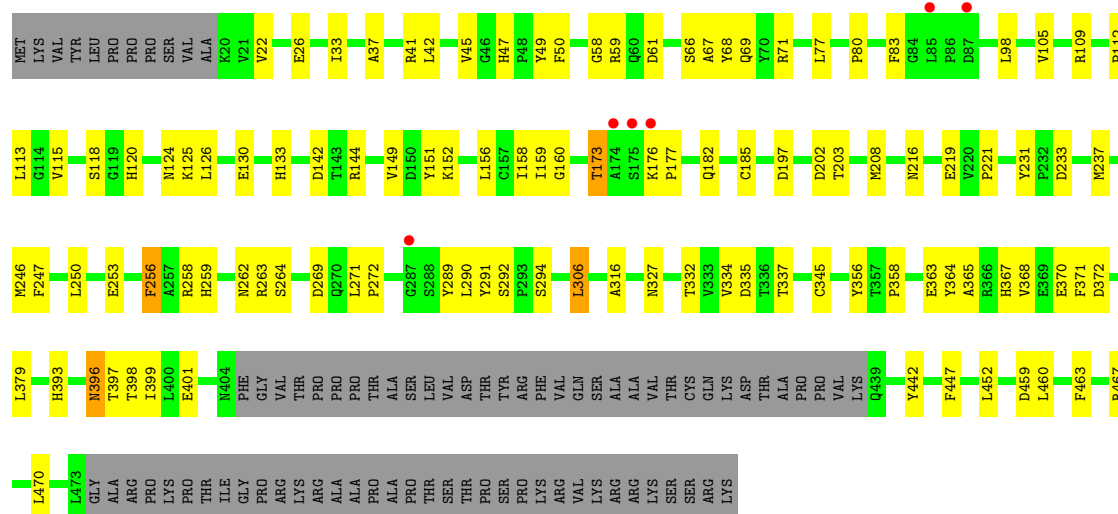 MET LYS VAL TYR LEU PRO PRO PRO SER VAL ALA K20 V21 V22 E26 I33 A37 R41 L42 V45 G46 H47 P48 Y49 F50 G58 R59 Q60 D61 S66 A67 Y68 Q69 Y70 R71 L77 P80 F83 G84 L85 P86 D87 L98 V105 R109 R112
L113 G114 V115 S118 G119 H120 N124 K125 L126 E130 H133 D142 T143 R144 V149 D150 Y151 K152 L156 C157 I158 I159 G160 T173 A174 S175 K176 P177 Q182 C185 D197 D202 T203 M208 N216 E219 V220 P221 Y231 P232 D233 M237
M246 F247 L250 E253 F256 A257 R258 H259 N262 R263 S264 D269 Q270 L271 P272 G287 S288 Y289 L290 Y291 S292 P293 S294 L306 A316 N327 T332 V333 V334 D335 T336 T337 C345 Y356 T357 P358 E363 Y364 A365 R366 H367 V368 E369 E370 F371 D372
L379 H393 N396 T397 T398 I399 L400 E401 N404 PHE GLY VAL THR PRO PRO PRO THR ALA SER LEU VAL ASP THR TYR ARG PHE VAL GLN SER ALA ALA VAL THR CYS GLN LYS ASP THR ALA PRO PRO VAL LYS Q439 Y442 F447 L452 D459 L460 F463
L470 L473 GLY ALA ARG PRO LYS PRO THR ILE GLY PRO ARG LYS ARG ALA ALA PRO ALA PRO THR SER THR PRO SER PRO LYS ARG VAL LYS ARG ARG LYS SER SER ARG LYS